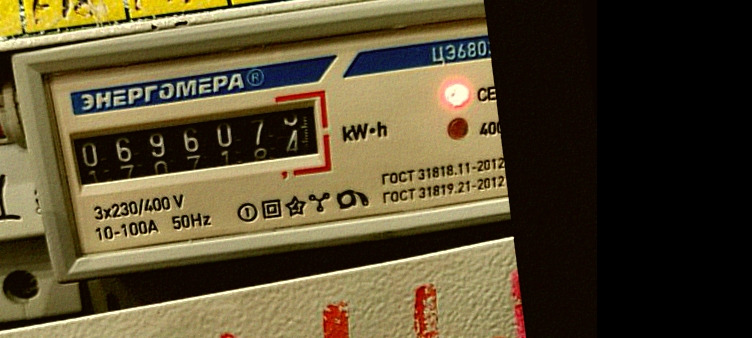 ЭНЕРГОМЕРА®
ЦЭ680
069607
kW•h
СЕ
400
3x230/400 V
10-100A 50Hz
ГОСТ 31818.11-2012
ГОСТ 31819.21-2012